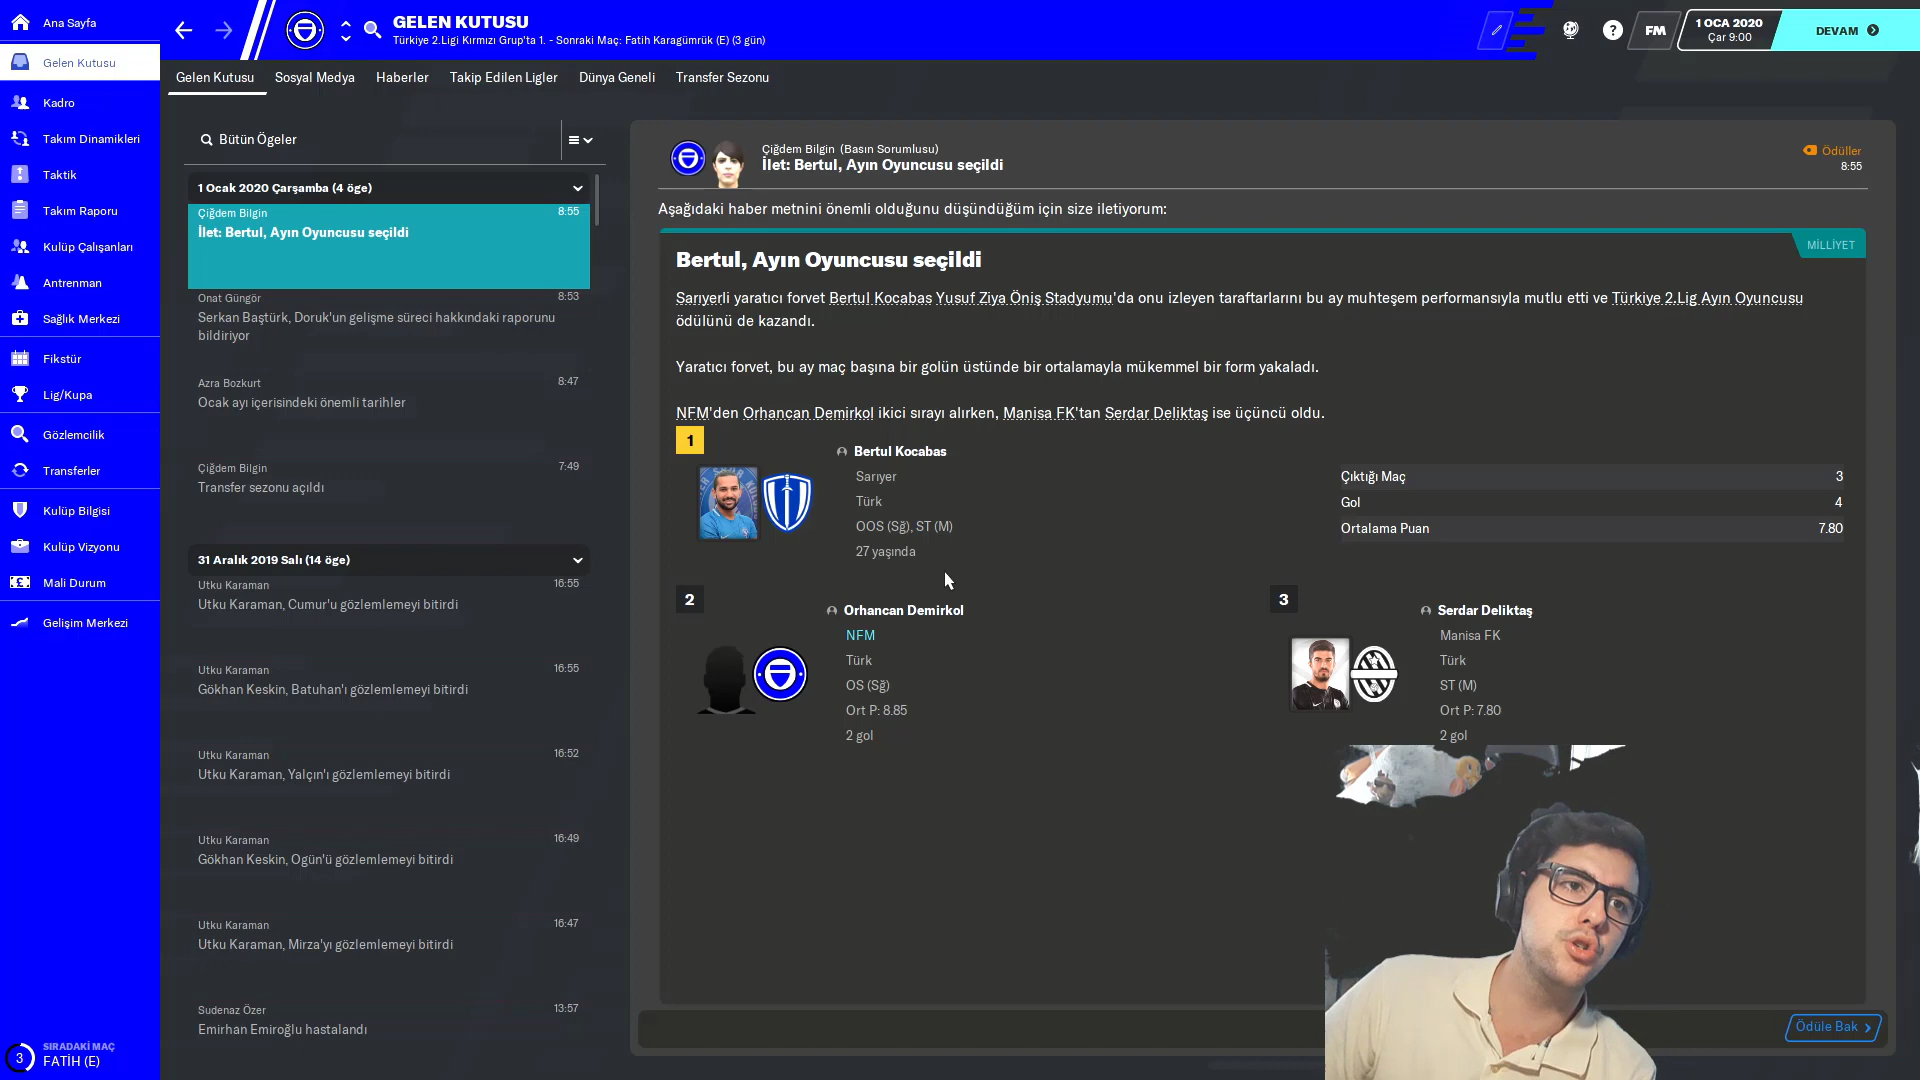 Ana Sayfa
Gelen Kutusu
Kadro
Takım Dinamikleri
Taktik
Takım Raporu
Kulüp Çalışanları
Antrenman
Sağlık Merkezi
Fikstür
Lig/Kupa
Gözlemcilik
Transferler
Kulüp Bilgisi
Kulüp Vizyonu
Mali Durum
Gelişim Merkezi
3
SIRADAKİ MAÇ
FATİH (E)
GELEN KUTUSU
Türkiye 2.Ligi Kırmızı Grup'ta 1. - Sonraki Maç: Fatih Karagümrük (E) (3 gün)
FM
1 OCA 2020
Çar 9:00
DEVAM
Gelen Kutusu Sosyal Medya Haberler Takip Edilen Ligler Dünya Geneli Transfer Sezonu
Bütün Ögeler
1 Ocak 2020 Çarşamba (4 öge)
Çiğdem Bilgin 8:55
İlet: Bertul, Ayın Oyuncusu seçildi
Onat Güngör 8:53
Serkan Baştürk, Doruk'un gelişme süreci hakkındaki raporunu
bildiriyor
Azra Bozkurt 8:47
Ocak ayı içerisindeki önemli tarihler
Çiğdem Bilgin 7:49
Transfer sezonu açıldı
31 Aralık 2019 Salı (14 öge)
Utku Karaman 16:55
Utku Karaman, Cumur'u gözlemlemeyi bitirdi
Utku Karaman 16:55
Gökhan Keskin, Batuhan'ı gözlemlemeyi bitirdi
Utku Karaman 16:52
Utku Karaman, Yalçın'ı gözlemlemeyi bitirdi
Utku Karaman 16:49
Gökhan Keskin, Ogün'ü gözlemlemeyi bitirdi
Utku Karaman 16:47
Utku Karaman, Mirza'yı gözlemlemeyi bitirdi
Sudenaz Özer 13:57
Emirhan Emiroğlu hastalandı
Çiğdem Bilgin (Basın Sorumlusu)
İlet: Bertul, Ayın Oyuncusu seçildi
Ödüller
8:55
Aşağıdaki haber metnini önemli olduğunu düşündüğüm için size iletiyorum:
MİLLİYET
Bertul, Ayın Oyuncusu seçildi
Sarıyerli yaratıcı forvet Bertul Kocabas Yusuf Ziya Öniş Stadyumu'da onu izleyen taraftarlarını bu ay muhteşem performansıyla mutlu etti ve Türkiye 2.Lig Ayın Oyuncusu
ödülünü de kazandı.
Yaratıcı forvet, bu ay maç başına bir golün üstünde bir ortalamayla mükemmel bir form yakaladı.
NFM'den Orhancan Demirkol ikici sırayı alırken, Manisa FK'tan Serdar Deliktaş ise üçüncü oldu.
1
Bertul Kocabas
Sarıyer
Türk
OOS (Sğ), ST (M)
27 yaşında
Çıktığı Maç 3
Gol 4
Ortalama Puan 7.80
2
Orhancan Demirkol
NFM
Türk
OS (Sğ)
Ort P: 8.85
2 gol
3
Serdar Deliktaş
Manisa FK
Türk
ST (M)
Ort P: 7.80
2 gol
Ödüle Bak